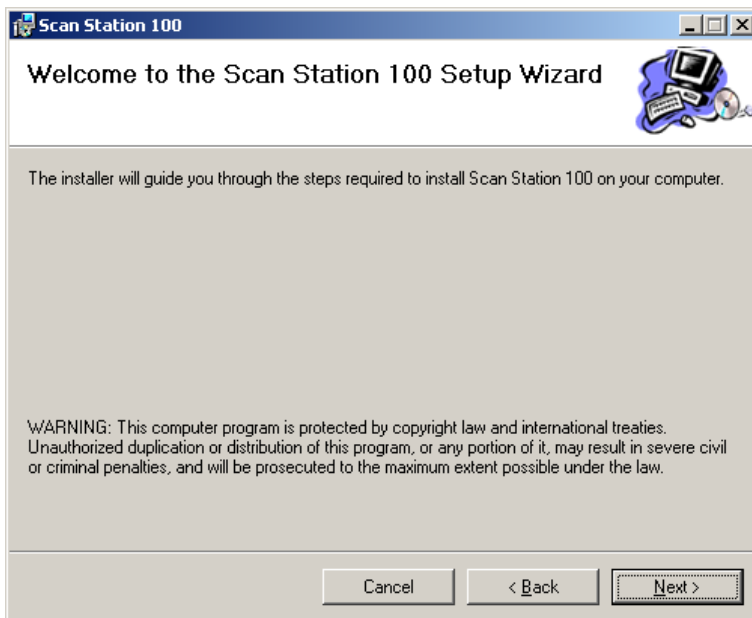 Scan Station 100
Welcome to the Scan Station 100 Setup Wizard
The installer will guide you through the steps required to install Scan Station 100 on your computer.
WARNING: This computer program is protected by copyright law and international treaties.
Unauthorized duplication or distribution of this program, or any portion of it, may result in severe civil
or criminal penalties, and will be prosecuted to the maximum extent possible under the law.
Cancel < Back Next >